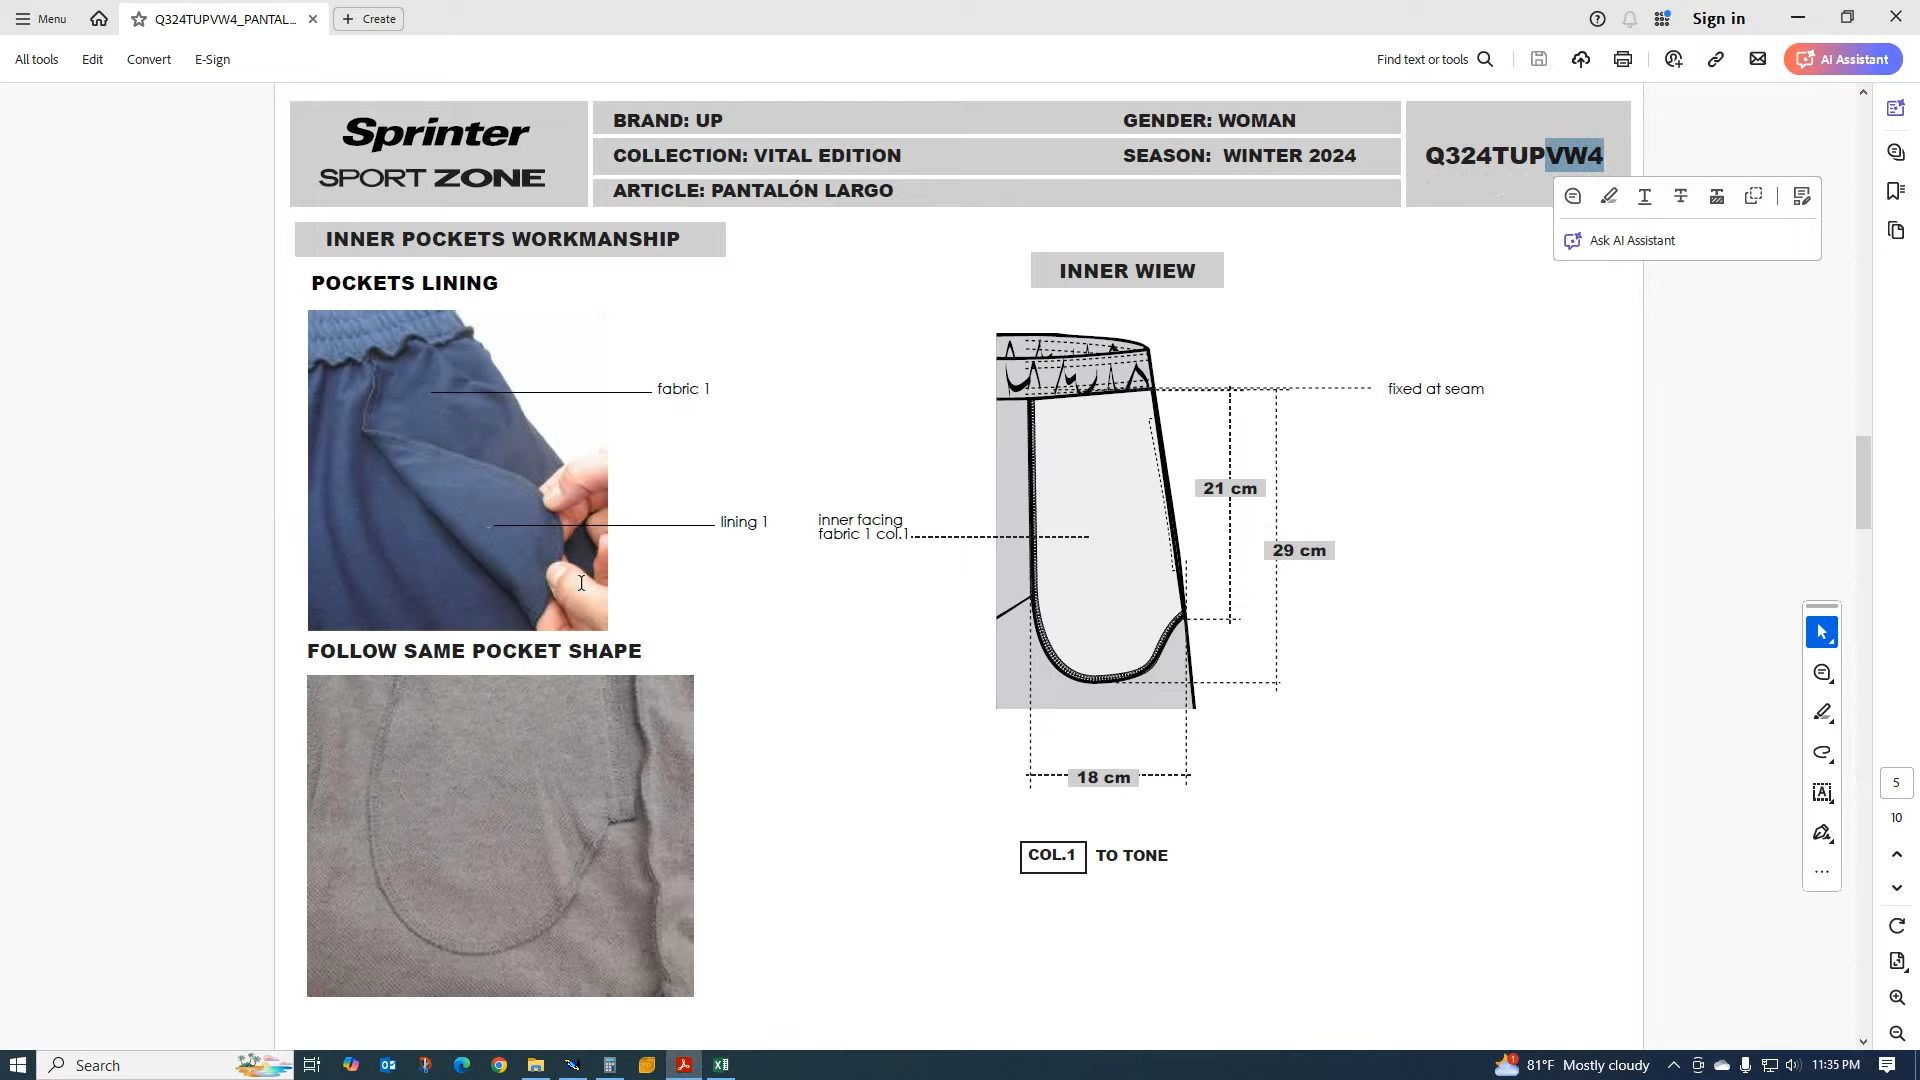 Menu
Q324TUPVW4_PANTAL...
Create
Sign in
All tools
Edit
Convert
E-Sign
Find text or tools
AI Assistant
Sprinter
SPORT ZONE
BRAND: UP
GENDER: WOMAN
COLLECTION: VITAL EDITION
SEASON: WINTER 2024
ARTICLE: PANTALÓN LARGO
Q324TUPVW4
Ask AI Assistant
INNER POCKETS WORKMANSHIP
POCKETS LINING
INNER WIEW
fabric 1
fixed at seam
21 cm
lining 1
inner facing
fabric 1 col.1
29 cm
FOLLOW SAME POCKET SHAPE
18 cm
COL.1 TO TONE
5
10
Search
81°F Mostly cloudy
11:35 PM